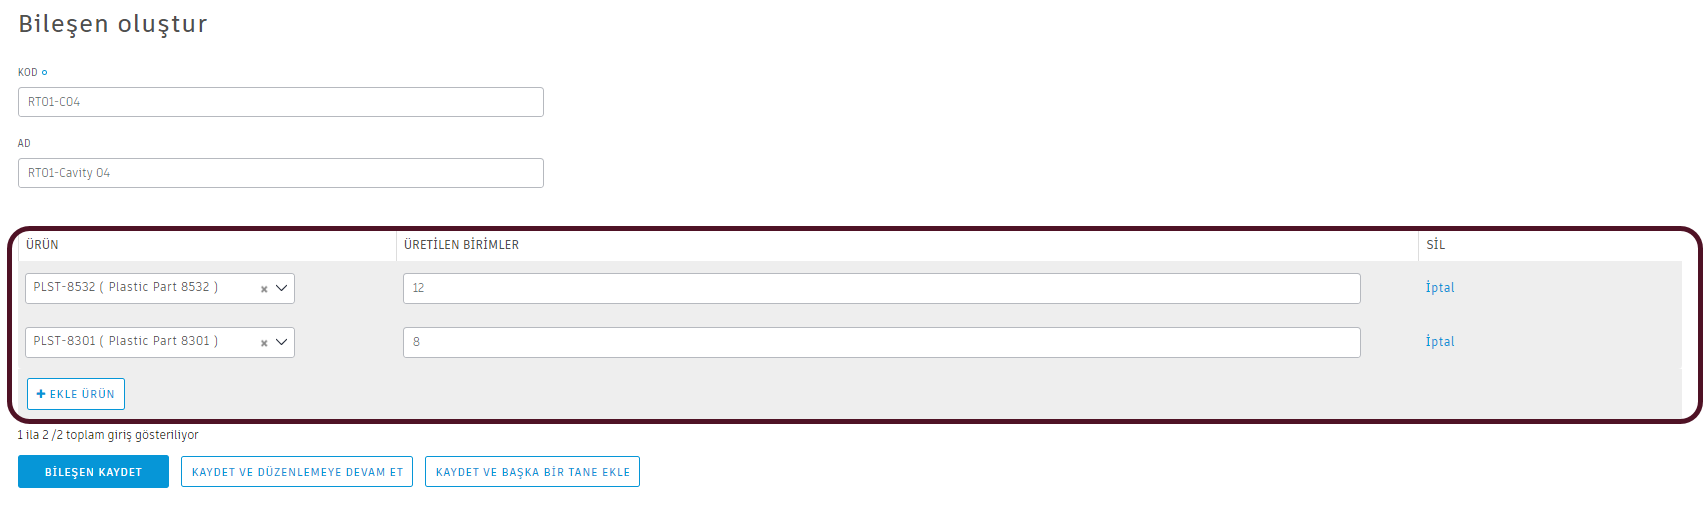 Bileşen oluştur
KOD
RT01-C04
AD
RT01-Cavity 04
ÜRÜN ÜRETİLEN BİRİMLER SİL
PLST-8532 ( Plastic Part 8532 ) 12 İptal
PLST-8301 ( Plastic Part 8301 ) 8 İptal
EKLE ÜRÜN
1 ila 2 /2 toplam giriş gösteriliyor
BİLEŞEN KAYDET KAYDET VE DÜZENLEMEYE DEVAM ET KAYDET VE BAŞKA BİR TANE EKLE